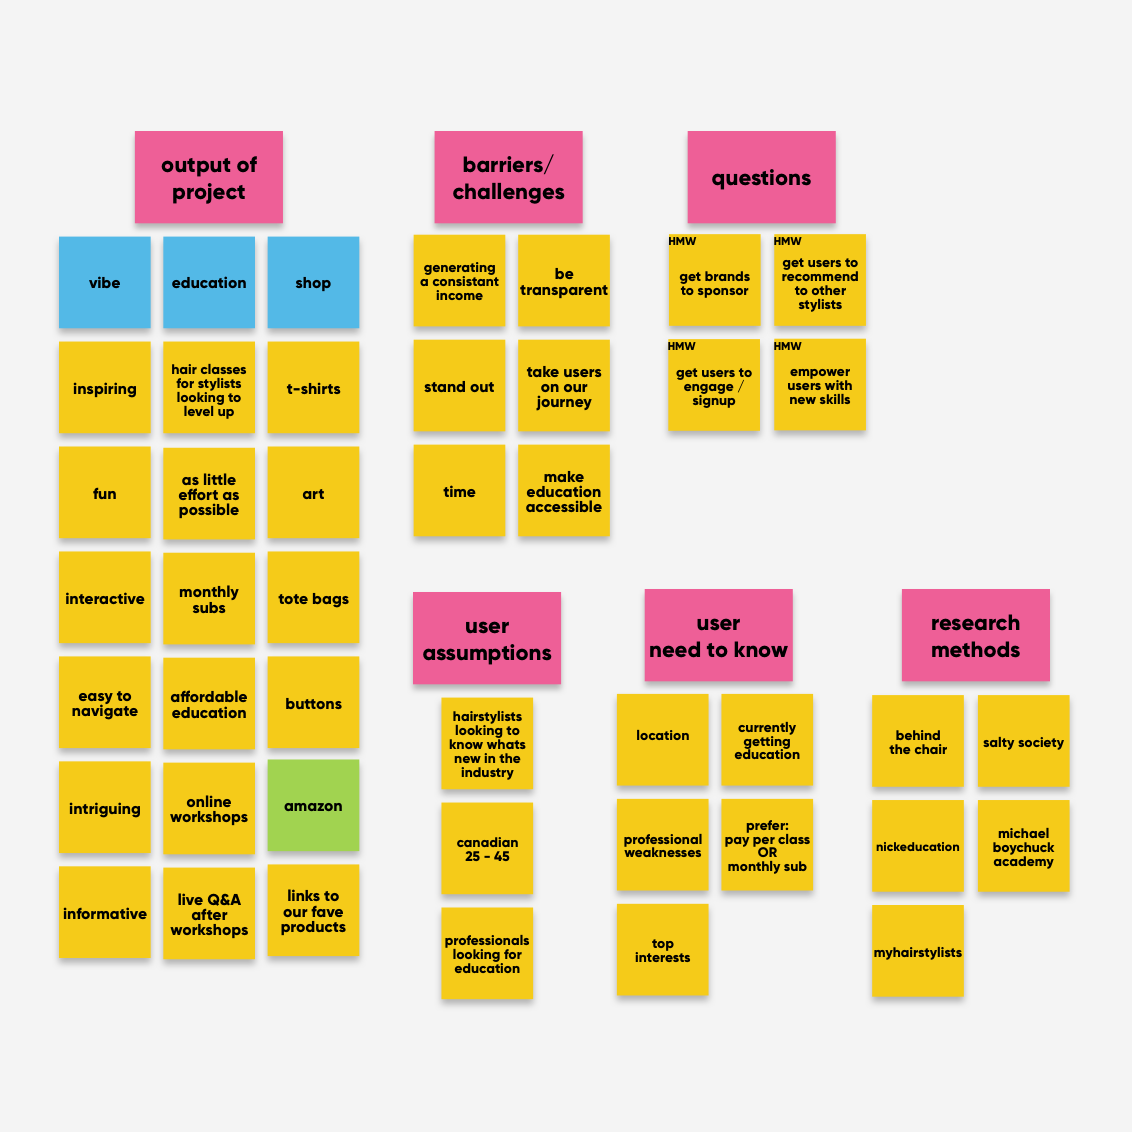 output of
project
vibe
education
shop
inspiring
hair classes
for stylists
looking to
level up
t-shirts
fun
as little
effort as
possible
art
interactive
monthly
subs
tote bags
easy to
navigate
affordable
education
buttons
intriguing
online
workshops
amazon
informative
live Q&A
after
workshops
links to
our fave
products
barriers/
challenges
generating
a consistant
income
be
transparent
stand out
take users
on our
journey
time
make
education
accessible
questions
HMW
get brands
to sponsor
HMW
get users to
recommend
to other
stylists
HMW
get users to
engage /
signup
HMW
empower
users with
new skills
user
assumptions
hairstylists
looking to
know whats
new in the
industry
canadian
25 - 45
professionals
looking for
education
user
need to know
location
currently
getting
education
professional
weaknesses
prefer:
pay per class
OR
monthly sub
top
interests
research
methods
behind
the chair
salty society
nickeducation
michael
boychuck
academy
myhairstylists